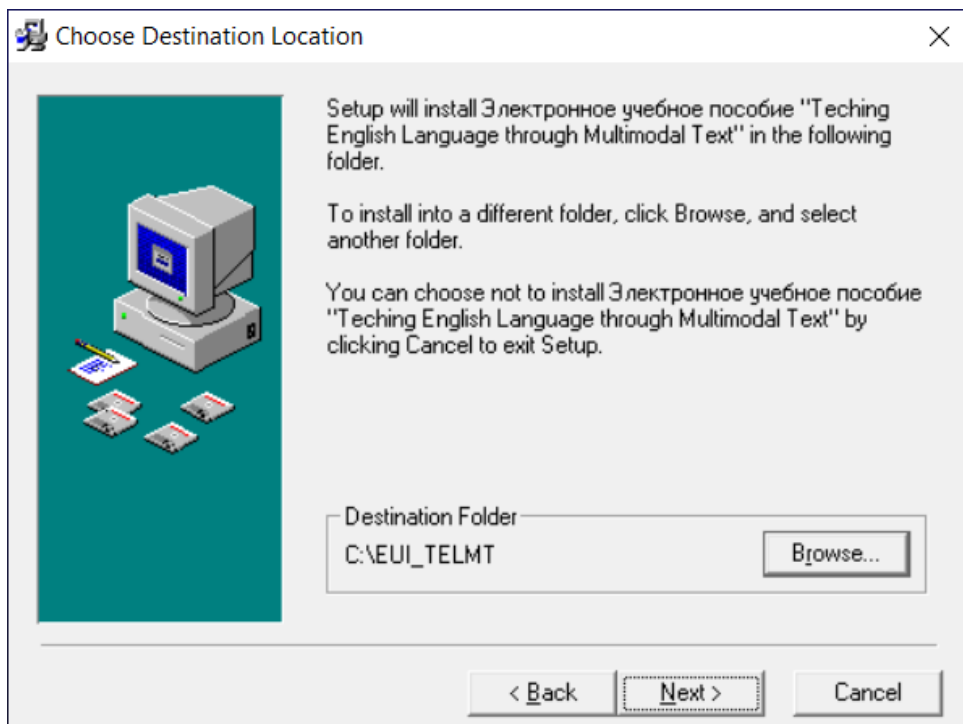 Choose Destination Location
Setup will install Электронное учебное пособие "Teching
English Language through Multimodal Text" in the following
folder.
To install into a different folder, click Browse, and select
another folder.
You can choose not to install Электронное учебное пособие
"Teching English Language through Multimodal Text" by
clicking Cancel to exit Setup.
Destination Folder
C:\EUI_TELMT
Browse...
< Back
Next >
Cancel